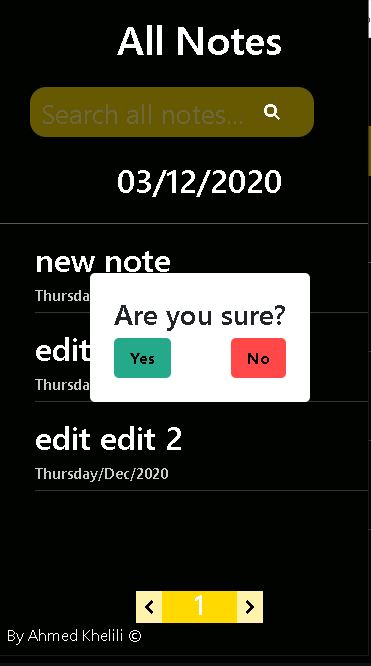 All Notes
Search all notes...
03/12/2020
new note
Thursda
Are you sure?
Yes No
edit
Thursda
edit edit 2
Thursday/Dec/2020
1
By Ahmed Khelili ©